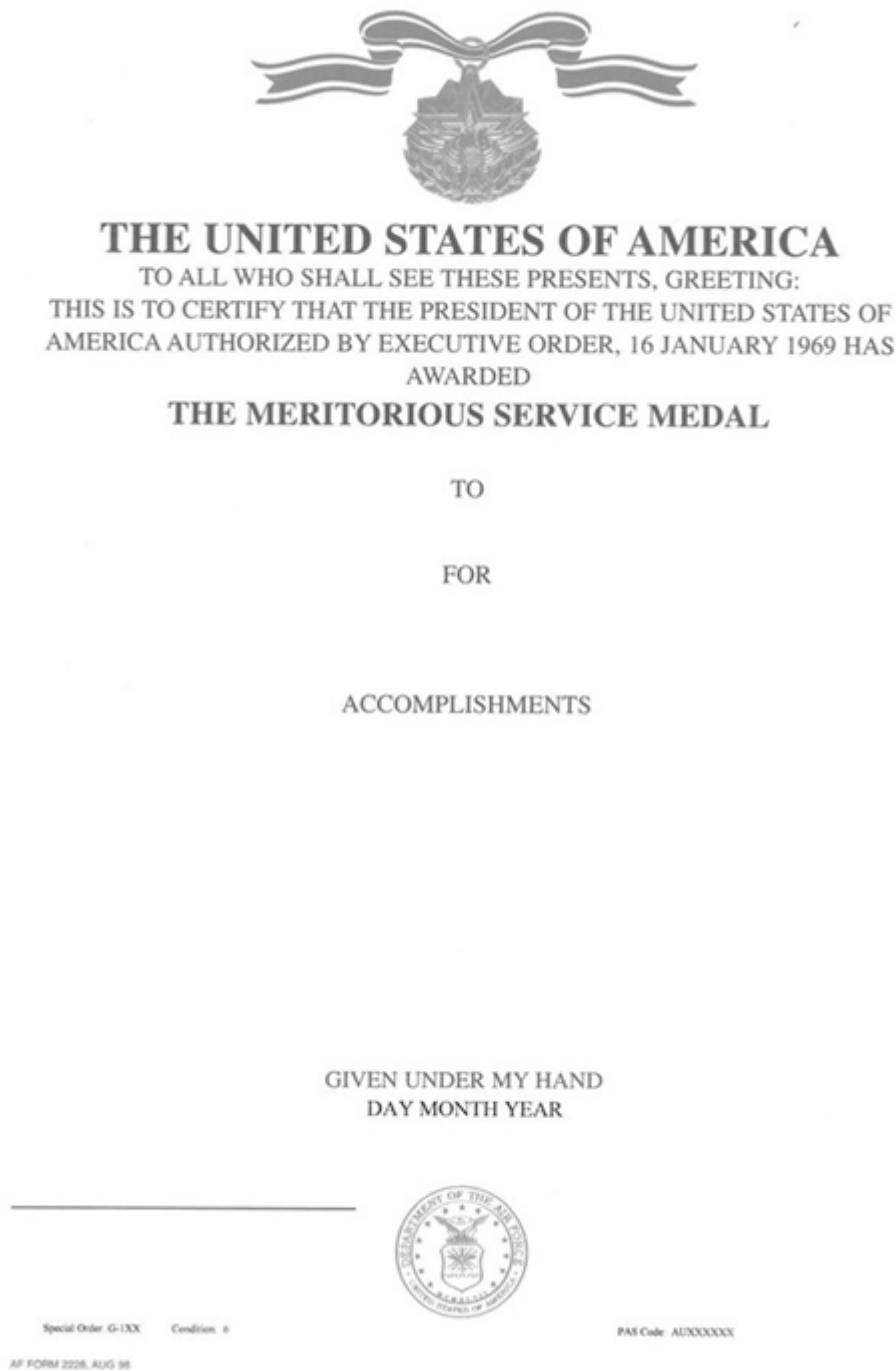 THE UNITED STATES OF AMERICA
TO ALL WHO SHALL SEE THESE PRESENTS, GREETING:
THIS IS TO CERTIFY THAT THE PRESIDENT OF THE UNITED STATES OF
AMERICA AUTHORIZED BY EXECUTIVE ORDER, 16 JANUARY 1969 HAS
AWARDED
THE MERITORIOUS SERVICE MEDAL
TO
FOR
ACCOMPLISHMENTS
GIVEN UNDER MY HAND
DAY MONTH YEAR
DEPARTMENT OF THE AIR FORCE
UNITED STATES OF AMERICA
Special Order G-1XX Condition: 6 PAS Code: AUXXXXXX
AF FORM 2228, AUG 98